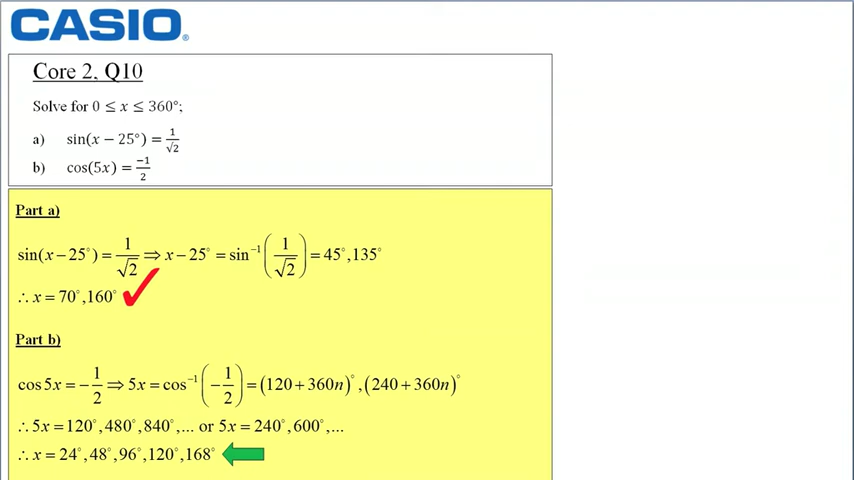 CASIO®
Core 2, Q10
Solve for 0 ≤ x ≤ 360°;
a) sin(x − 25°) = 1/√2
b) cos(5x) = −1/2
Part a)
sin(x − 25°) = 1/√2 ⇒ x − 25° = sin⁻¹(1/√2) = 45°,135°
∴ x = 70°,160°
Part b)
cos 5x = −1/2 ⇒ 5x = cos⁻¹(−1/2) = (120 + 360n)°,(240 + 360n)°
∴ 5x = 120°,480°,840°,... or 5x = 240°,600°,...
∴ x = 24°,48°,96°,120°,168°